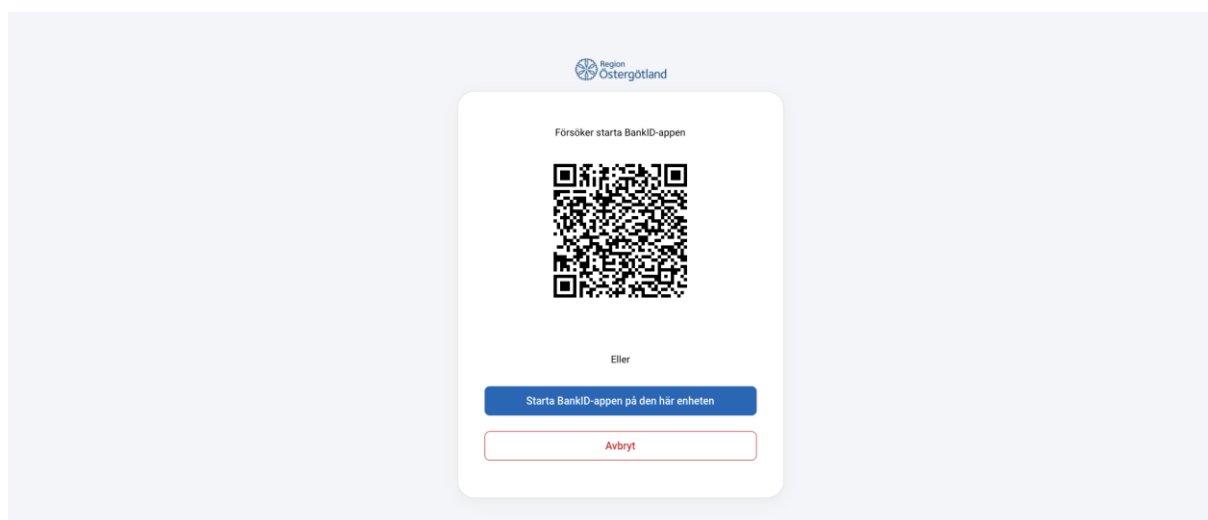 Region
Östergötland
Försöker starta BankID-appen
Eller
Starta BankID-appen på den här enheten
Avbryt